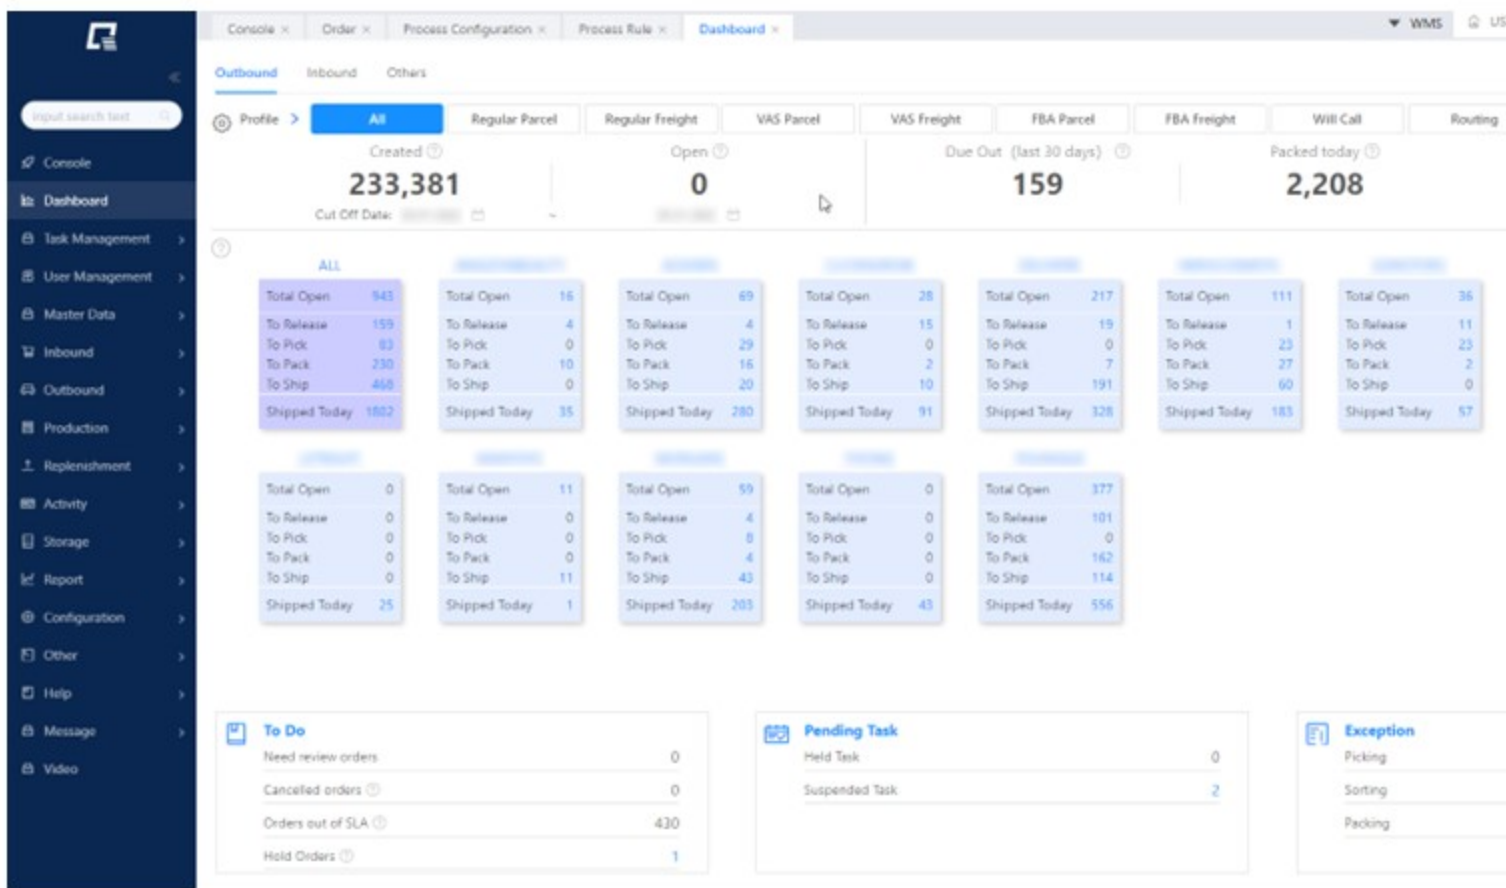 Console × Order × Process Configuration × Process Rule × Dashboard × WMS US
Outbound Inbound Others
input search text
Profile > All Regular Parcel Regular Freight VAS Parcel VAS Freight FBA Parcel FBA Freight Will Call Routing
Created Open Due Out (last 30 days) Packed today
233,381 0 159 2,208
Cut Off Date: ~
Console
Dashboard
Task Management
User Management
Master Data
Inbound
Outbound
Production
Replenishment
Activity
Storage
Report
Configuration
Other
Help
Message
Video
ALL
Total Open 943
To Release 159
To Pick 83
To Pack 230
To Ship 468
Shipped Today 1802
Total Open 16
To Release 4
To Pick 0
To Pack 10
To Ship 0
Shipped Today 35
Total Open 69
To Release 4
To Pick 29
To Pack 16
To Ship 20
Shipped Today 280
Total Open 28
To Release 15
To Pick 0
To Pack 2
To Ship 10
Shipped Today 91
Total Open 217
To Release 19
To Pick 0
To Pack 7
To Ship 191
Shipped Today 328
Total Open 111
To Release 1
To Pick 23
To Pack 27
To Ship 60
Shipped Today 183
Total Open 36
To Release 11
To Pick 23
To Pack 2
To Ship 0
Shipped Today 57
Total Open 0
To Release 0
To Pick 0
To Pack 0
To Ship 0
Shipped Today 25
Total Open 11
To Release 0
To Pick 0
To Pack 0
To Ship 11
Shipped Today 1
Total Open 59
To Release 4
To Pick 8
To Pack 4
To Ship 43
Shipped Today 203
Total Open 0
To Release 0
To Pick 0
To Pack 0
To Ship 0
Shipped Today 43
Total Open 377
To Release 101
To Pick 0
To Pack 162
To Ship 114
Shipped Today 556
To Do
Need review orders 0
Cancelled orders 0
Orders out of SLA 430
Hold Orders 1
Pending Task
Held Task 0
Suspended Task 2
Exception
Picking
Sorting
Packing